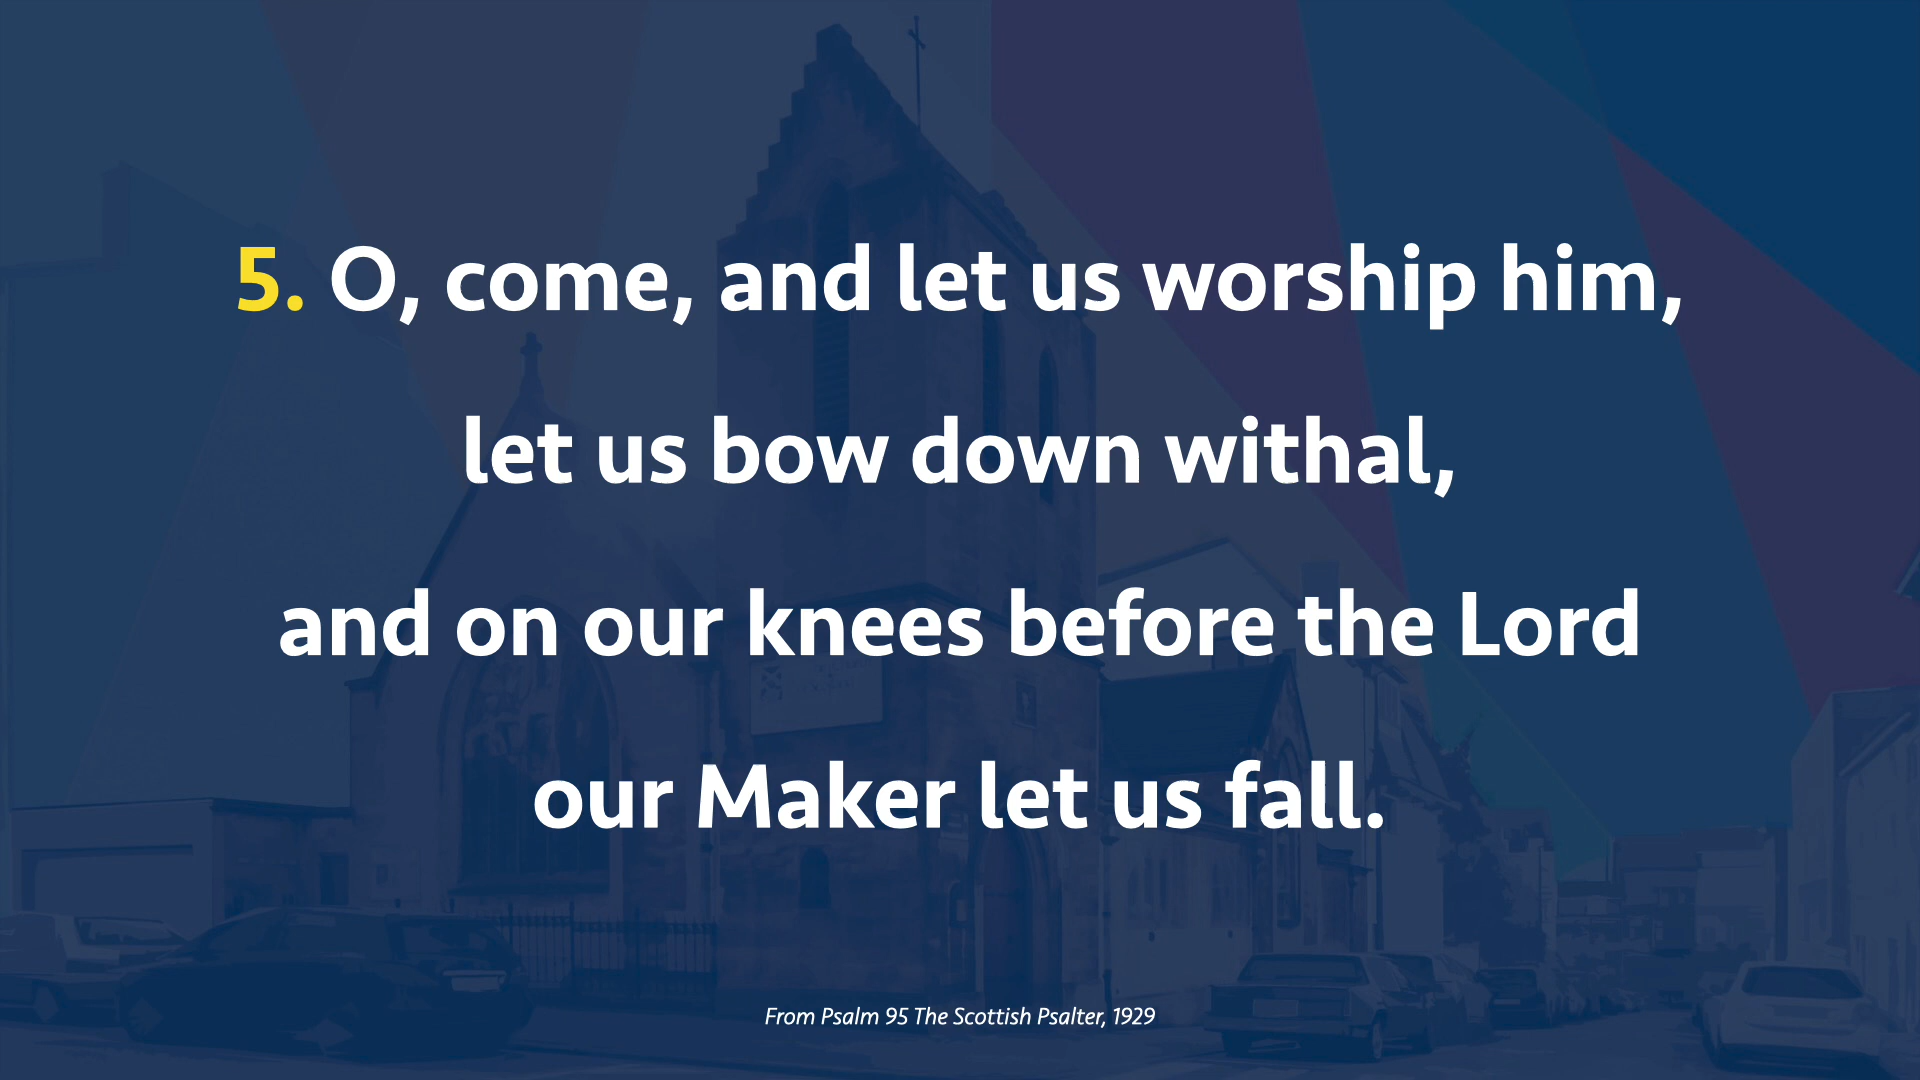 5. O, come, and let us worship him,
let us bow down withal,
and on our knees before the Lord
our Maker let us fall.
From Psalm 95 The Scottish Psalter, 1929